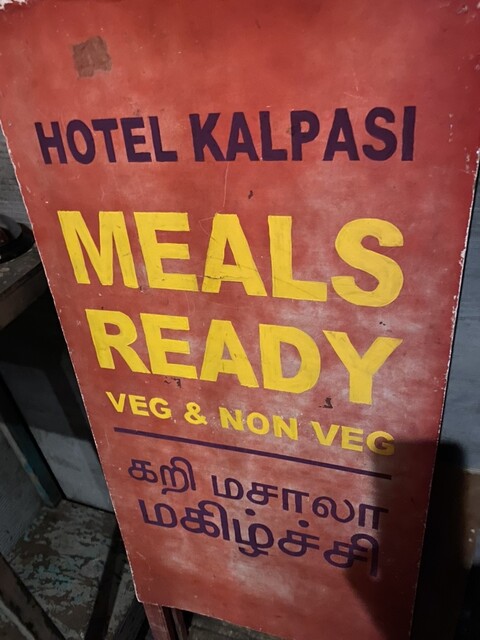 HOTEL KALPASI
MEALS
READY
VEG & NON VEG
கறி மசாலா
மகிழ்ச்சி